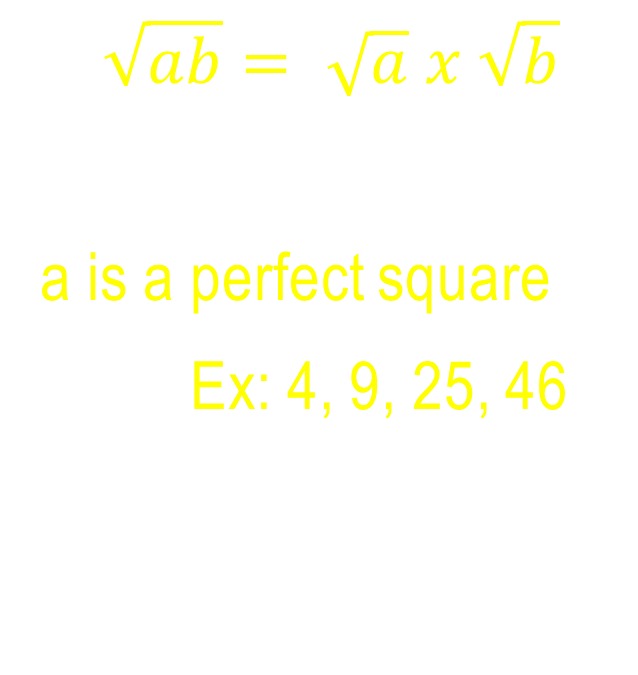 √ab = √a x √b
a is a perfect square
Ex: 4, 9, 25, 46